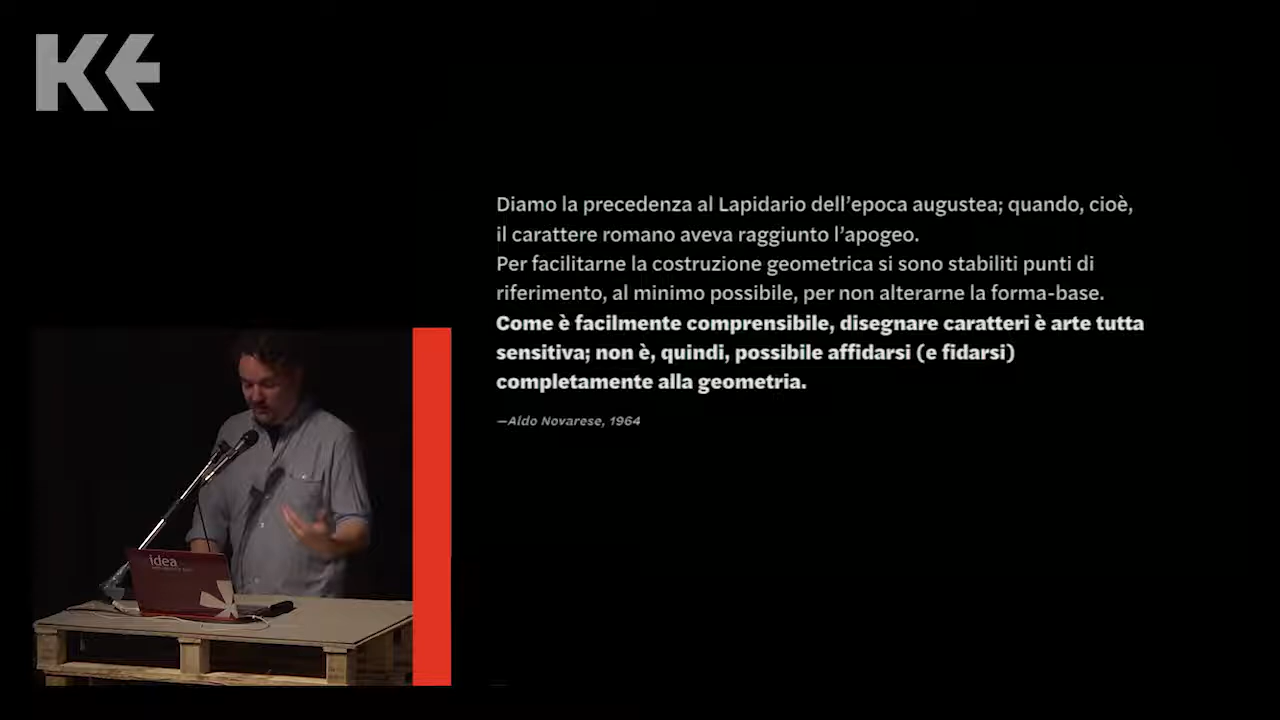 KE
Diamo la precedenza al Lapidario dell’epoca augustea; quando, cioè,
il carattere romano aveva raggiunto l’apogeo.
Per facilitarne la costruzione geometrica si sono stabiliti punti di
riferimento, al minimo possibile, per non alterarne la forma-base.
Come è facilmente comprensibile, disegnare caratteri è arte tutta
sensitiva; non è, quindi, possibile affidarsi (e fidarsi)
completamente alla geometria.
—Aldo Novarese, 1964
idea